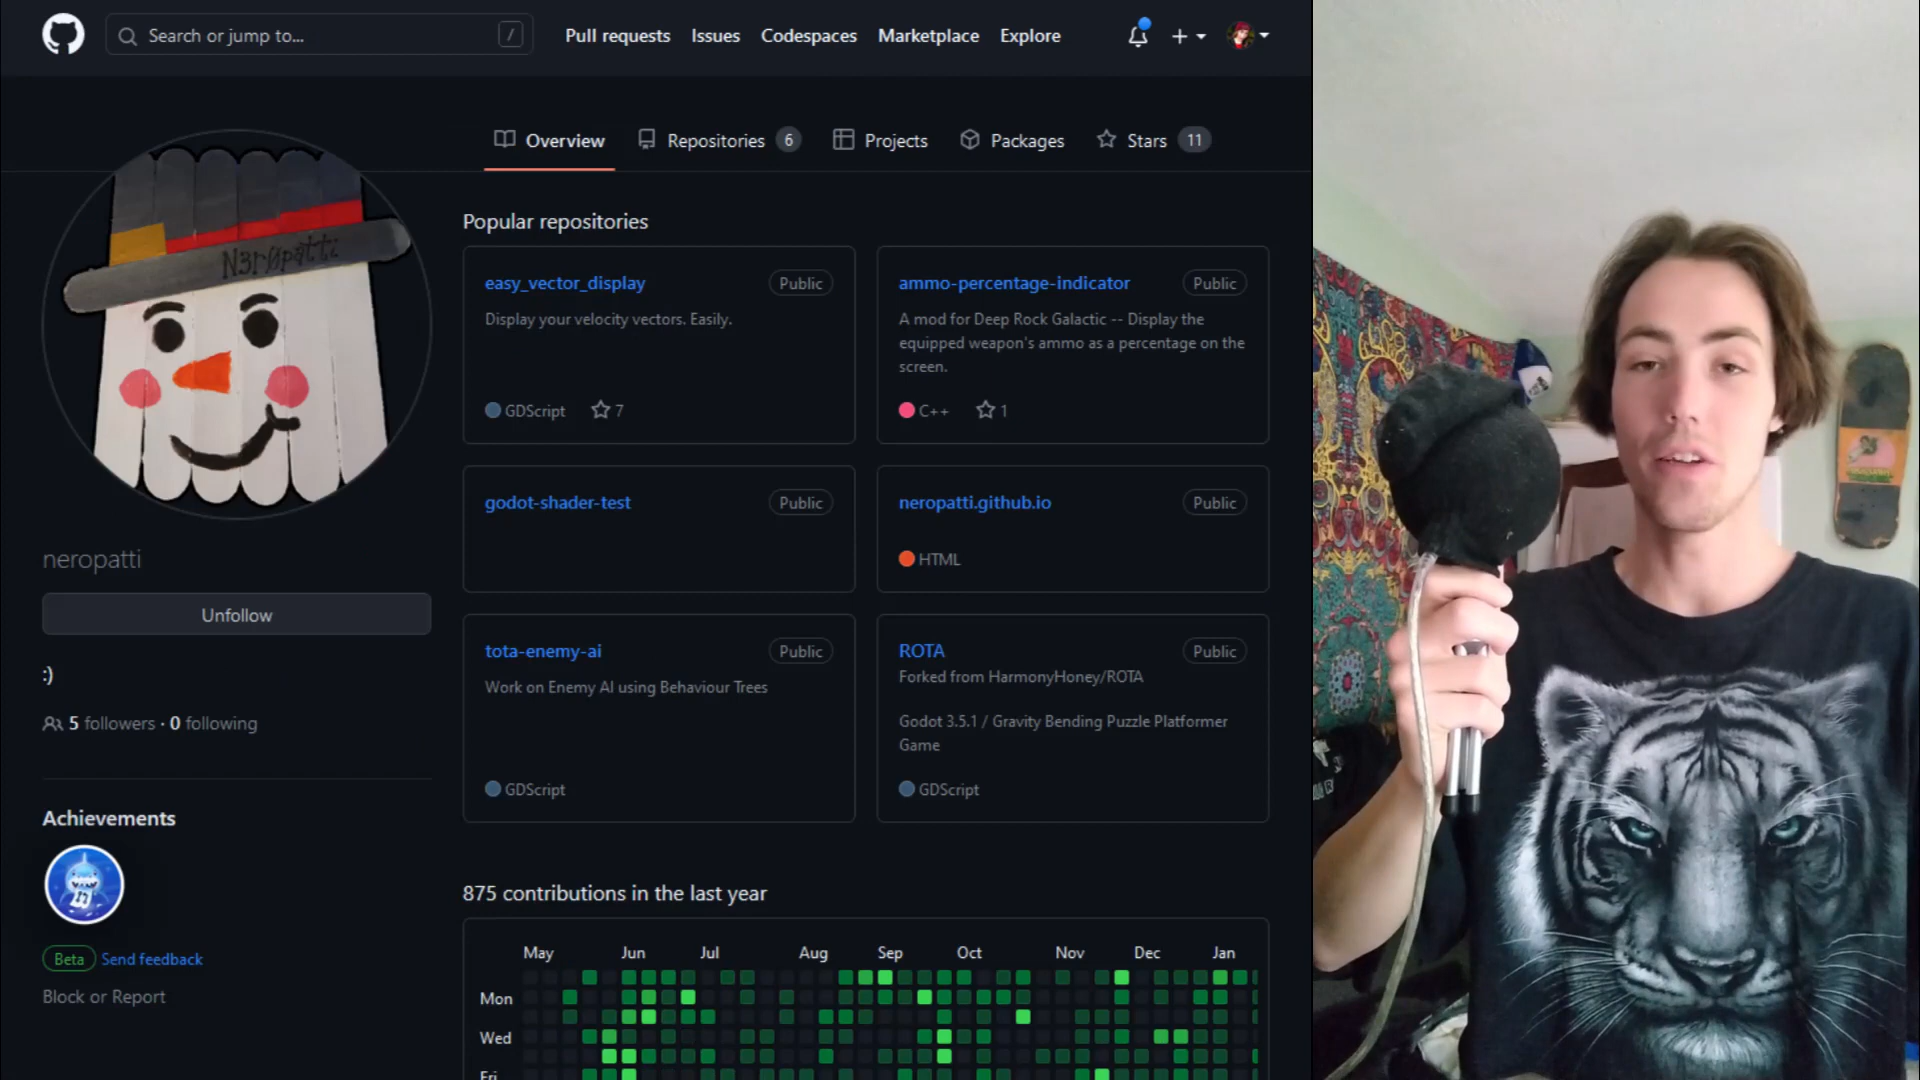 Search or jump to...
/
Pull requests
Issues
Codespaces
Marketplace
Explore
Overview
Repositories 6
Projects
Packages
Stars 11
N3r0patti
neropatti
Unfollow
:)
5 followers · 0 following
Achievements
Beta Send feedback
Block or Report
Popular repositories
easy_vector_display
Public
Display your velocity vectors. Easily.
GDScript 7
ammo-percentage-indicator
Public
A mod for Deep Rock Galactic -- Display the
equipped weapon's ammo as a percentage on the
screen.
C++ 1
godot-shader-test
Public
neropatti.github.io
Public
HTML
tota-enemy-ai
Public
Work on Enemy AI using Behaviour Trees
GDScript
ROTA
Public
Forked from HarmonyHoney/ROTA
Godot 3.5.1 / Gravity Bending Puzzle Platformer
Game
GDScript
875 contributions in the last year
May Jun Jul Aug Sep Oct Nov Dec Jan
Mon
Wed
Fri